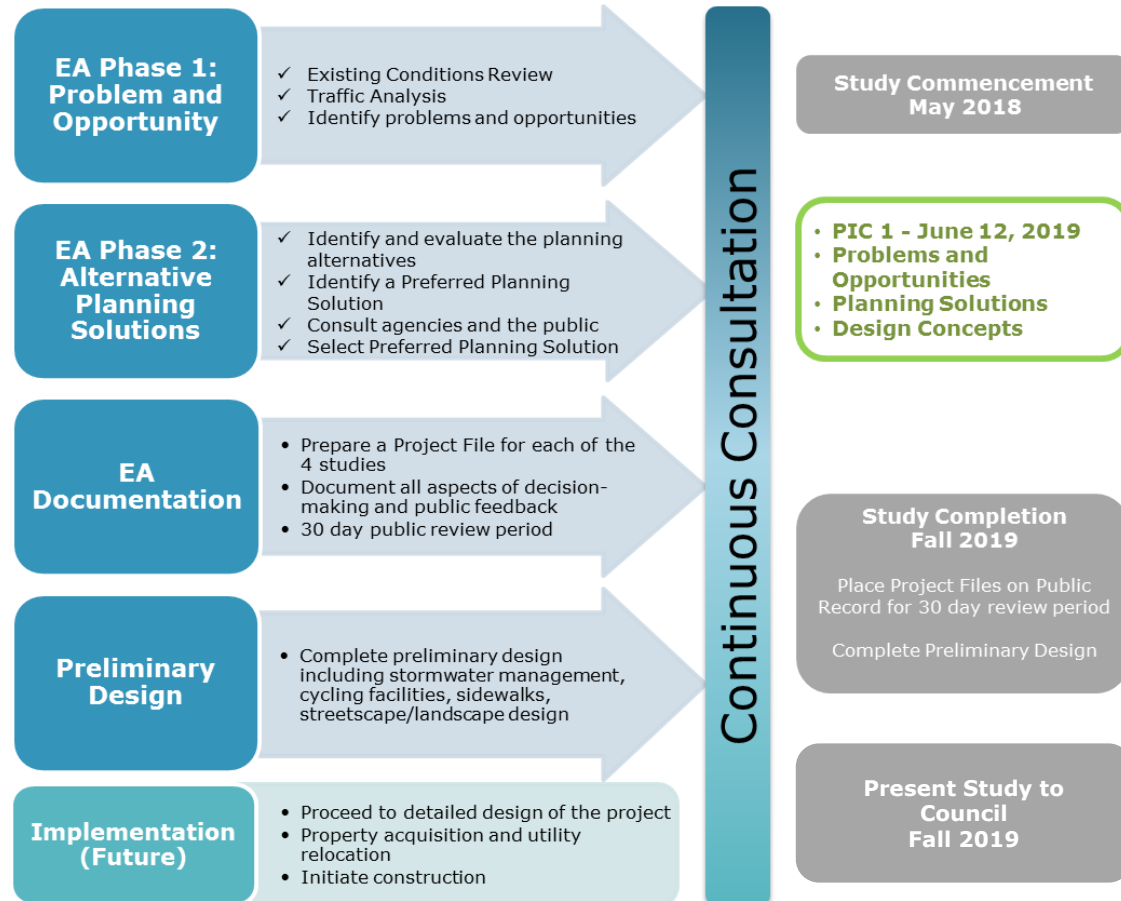 EA Phase 1:
Problem and
Opportunity
✓ Existing Conditions Review
✓ Traffic Analysis
✓ Identify problems and opportunities
EA Phase 2:
Alternative
Planning
Solutions
✓ Identify and evaluate the planning
alternatives
✓ Identify a Preferred Planning
Solution
✓ Consult agencies and the public
✓ Select Preferred Planning Solution
EA
Documentation
• Prepare a Project File for each of the
4 studies
• Document all aspects of decision-
making and public feedback
• 30 day public review period
Preliminary
Design
• Complete preliminary design
including stormwater management,
cycling facilities, sidewalks,
streetscape/landscape design
Implementation
(Future)
• Proceed to detailed design of the project
• Property acquisition and utility
relocation
• Initiate construction
Continuous Consultation
Study Commencement
May 2018
• PIC 1 - June 12, 2019
• Problems and
Opportunities
• Planning Solutions
• Design Concepts
Study Completion
Fall 2019
Place Project Files on Public
Record for 30 day review period
Complete Preliminary Design
Present Study to
Council
Fall 2019